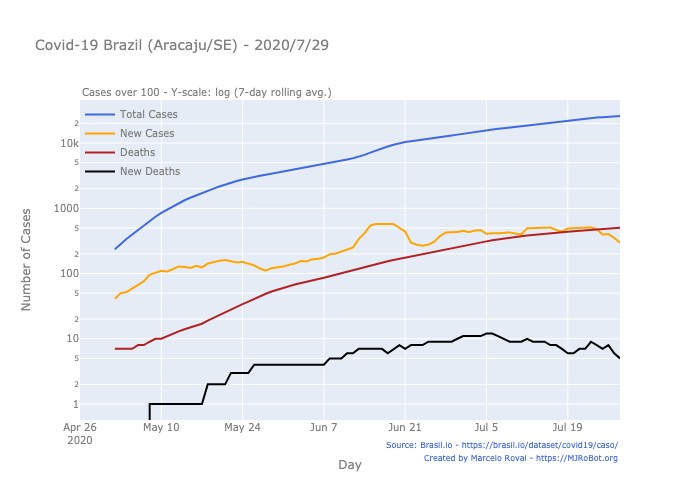 Covid-19 Brazil (Aracaju/SE) - 2020/7/29
Cases over 100 - Y-scale: log (7-day rolling avg.)
Total Cases
New Cases
Deaths
New Deaths
Number of Cases
2
10k
5
2
1000
5
2
100
5
2
10
5
2
1
Apr 26
2020
May 10
May 24
Jun 7
Jun 21
Jul 5
Jul 19
Day
Source: Brasil.io - https://brasil.io/dataset/covid19/caso/
Created by Marcelo Rovai - https://MJRoBot.org